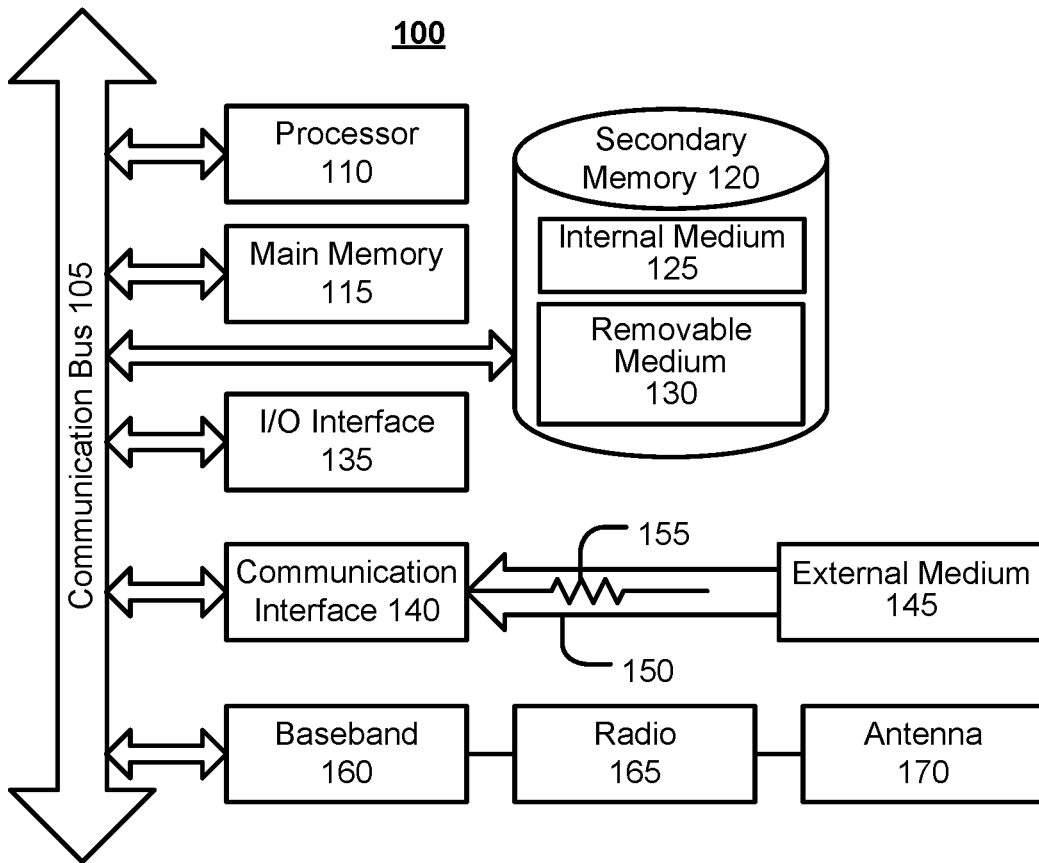 100
Communication Bus 105
Processor
110
Secondary
Memory 120
Main Memory
115
Internal Medium
125
Removable
Medium
130
I/O Interface
135
155
Communication
Interface 140
External Medium
145
150
Baseband
160
Radio
165
Antenna
170